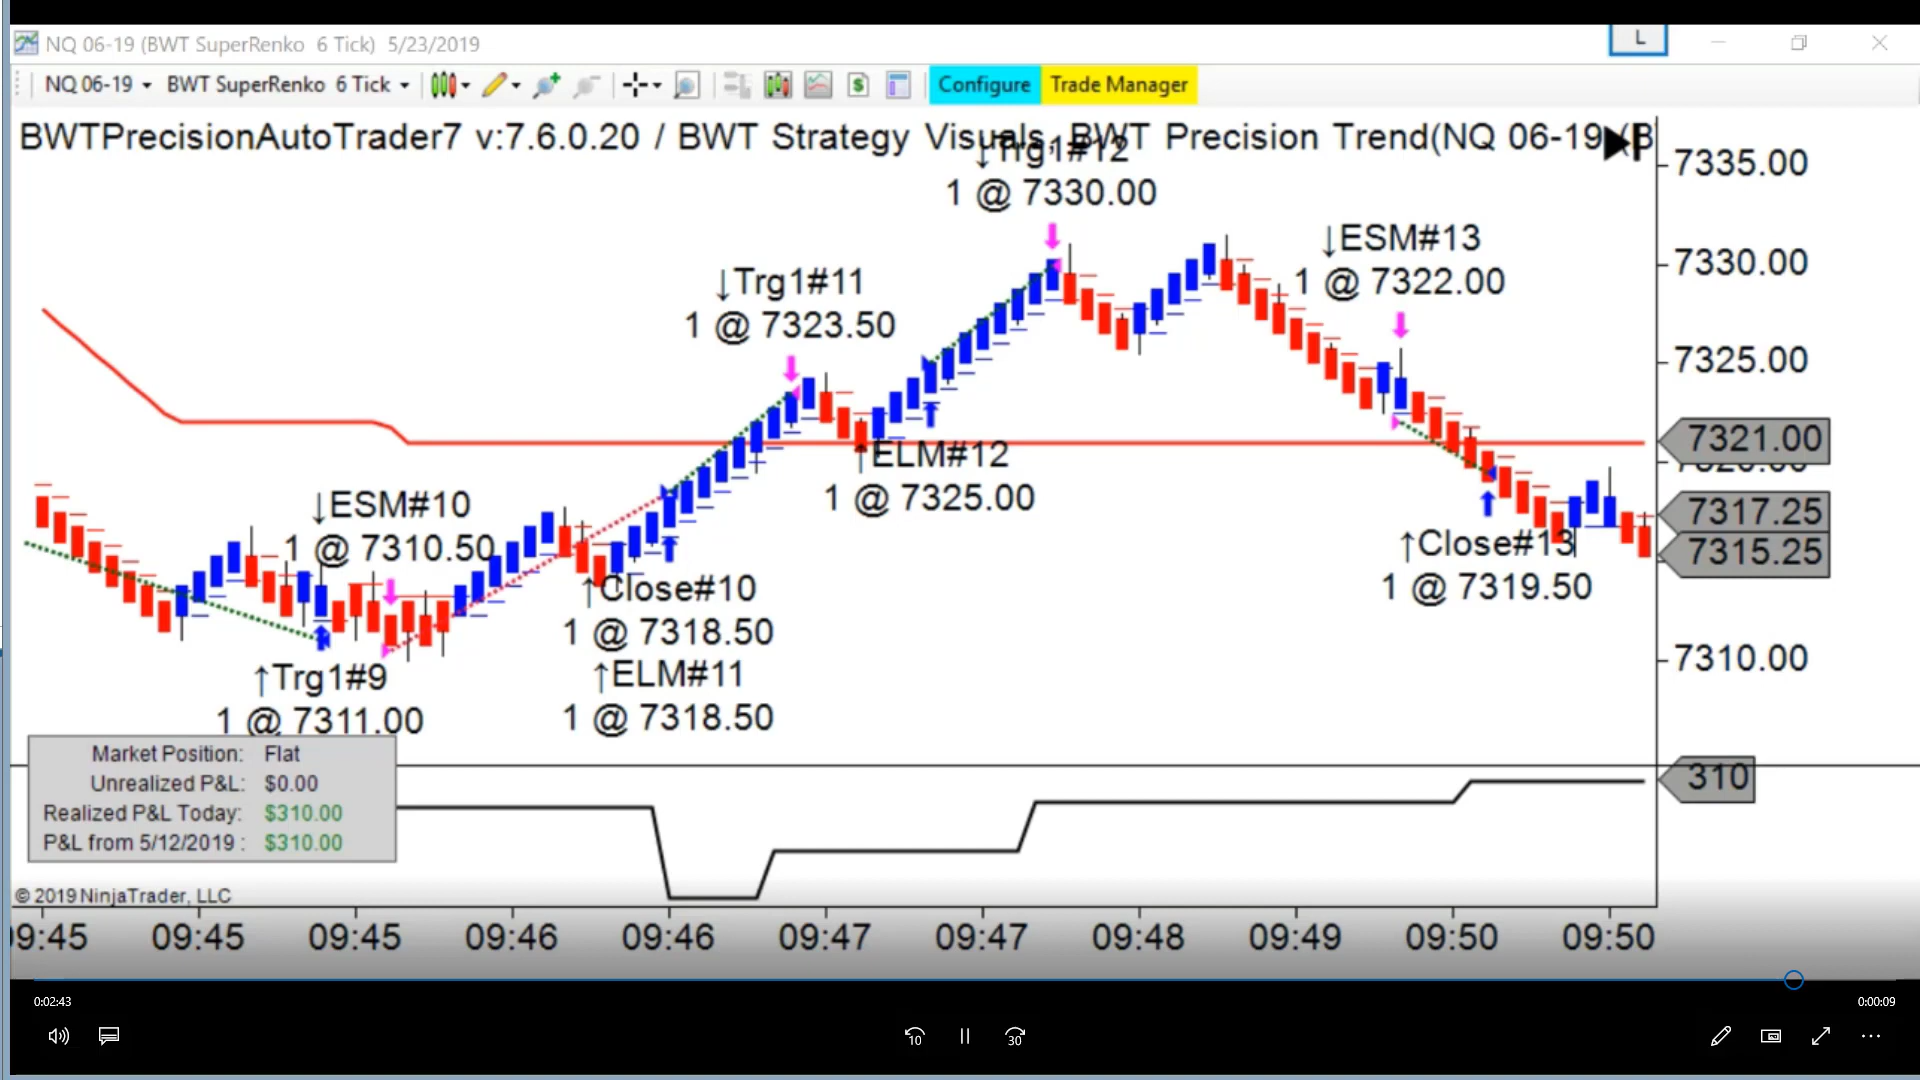 NQ 06-19 (BWT SuperRenko 6 Tick) 5/23/2019
L
NQ 06-19 BWT SuperRenko 6 Tick Configure Trade Manager
BWTPrecisionAutoTrader7 v:7.6.0.20 / BWT Strategy Visuals, BWT Precision Trend(NQ 06-19 (B
↓Trg1#12
1 @ 7330.00
↓ESM#13
1 @ 7322.00
↓Trg1#11
1 @ 7323.50
↑ELM#12
1 @ 7325.00
↓ESM#10
1 @ 7310.50
↑Close#13
1 @ 7319.50
↑Close#10
1 @ 7318.50
↑ELM#11
1 @ 7318.50
↑Trg1#9
1 @ 7311.00
7335.00
7330.00
7325.00
7321.00
7320.00
7317.25
7315.25
7310.00
310
Market Position: Flat
Unrealized P&L: $0.00
Realized P&L Today: $310.00
P&L from 5/12/2019 : $310.00
© 2019 NinjaTrader, LLC
09:45 09:45 09:45 09:46 09:46 09:47 09:47 09:48 09:49 09:50 09:50
0:02:43 0:00:09
10 30